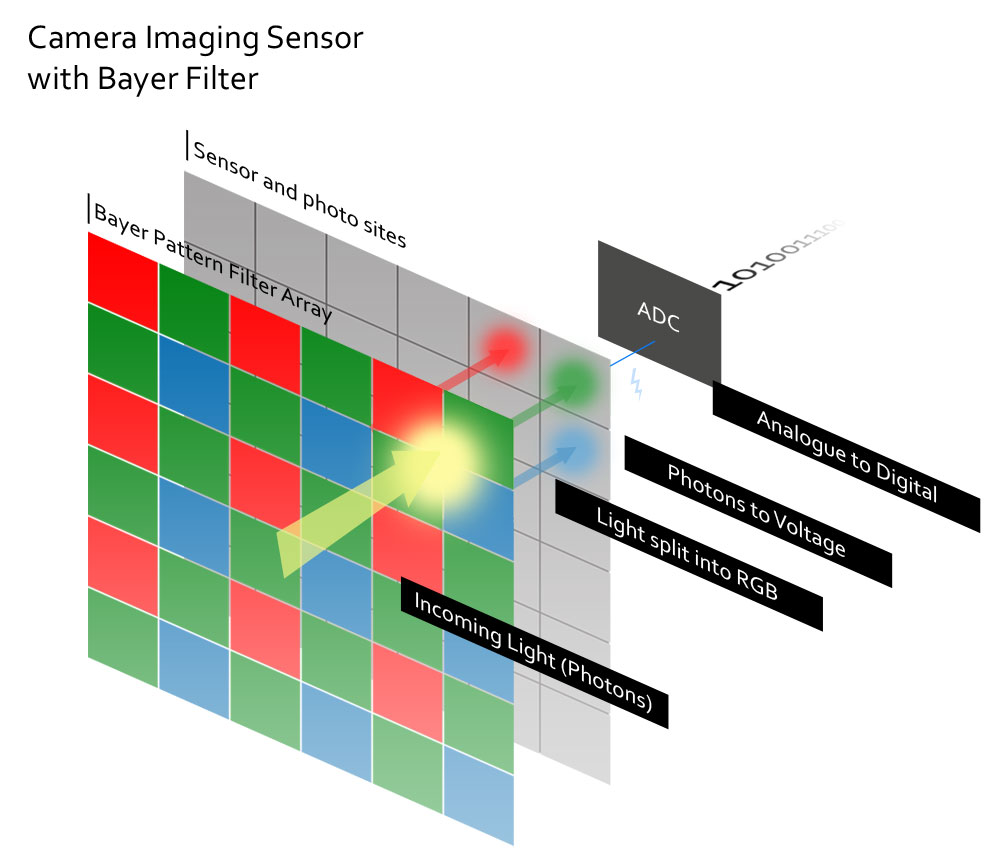 Camera Imaging Sensor
with Bayer Filter
Sensor and photo sites
Bayer Pattern Filter Array
ADC
1010011100
Analogue to Digital
Photons to Voltage
Light split into RGB
Incoming Light (Photons)